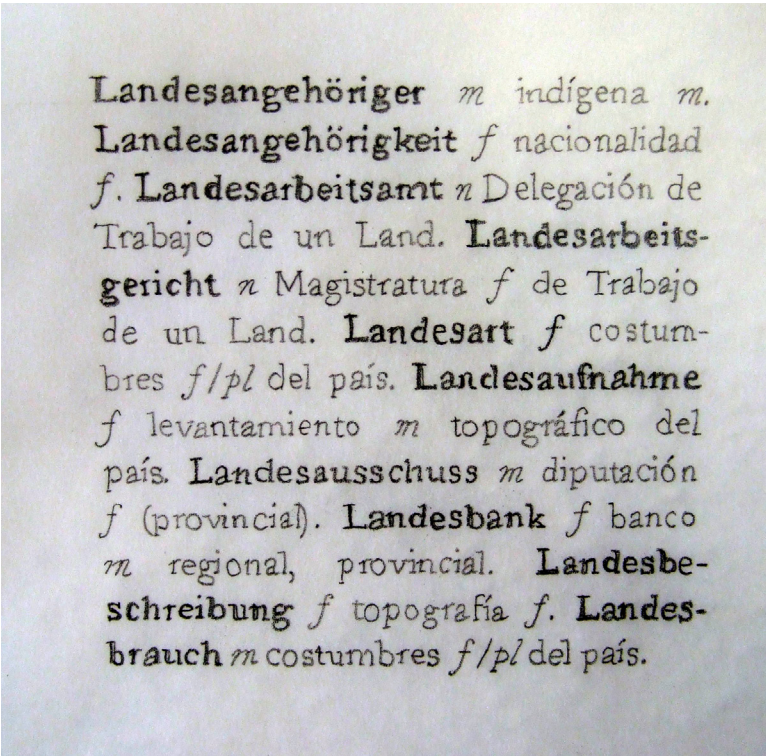 Landesangehöriger m indígena m.
Landesangehörigkeit f nacionalidad
f. Landesarbeitsamt n Delegación de
Trabajo de un Land. Landesarbeits-
gericht n Magistratura f de Trabajo
de un Land. Landesart f costum-
bres f/pl del país. Landesaufnahme
f levantamiento m topográfico del
país. Landesausschuss m diputación
f (provincial). Landesbank f banco
m regional, provincial. Landesbe-
schreibung f topografía f. Landes-
brauch m costumbres f/pl del país.